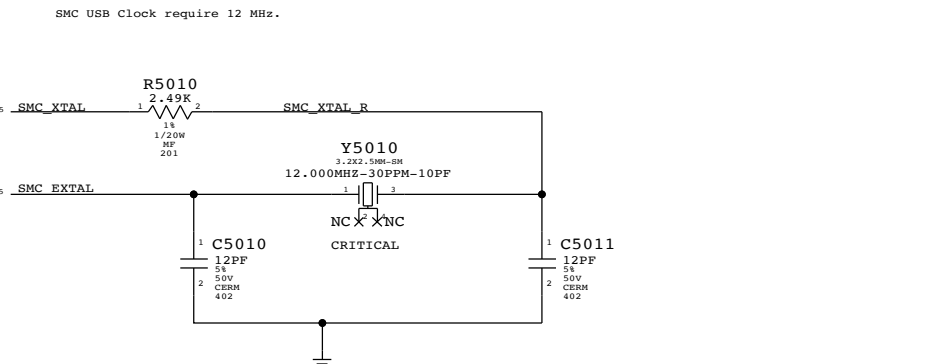 SMC USB Clock require 12 MHz.
R5010
2.49K
SMC_XTAL
1
2
SMC_XTAL_R
1%
1/20W
MF
201
Y5010
3.2X2.5MM-SM
12.000MHZ-30PPM-10PF
SMC_EXTAL
1
3
NC
2
4
NC
CRITICAL
1
C5010
12PF
5%
50V
CERM
402
2
1
C5011
12PF
5%
50V
CERM
402
2